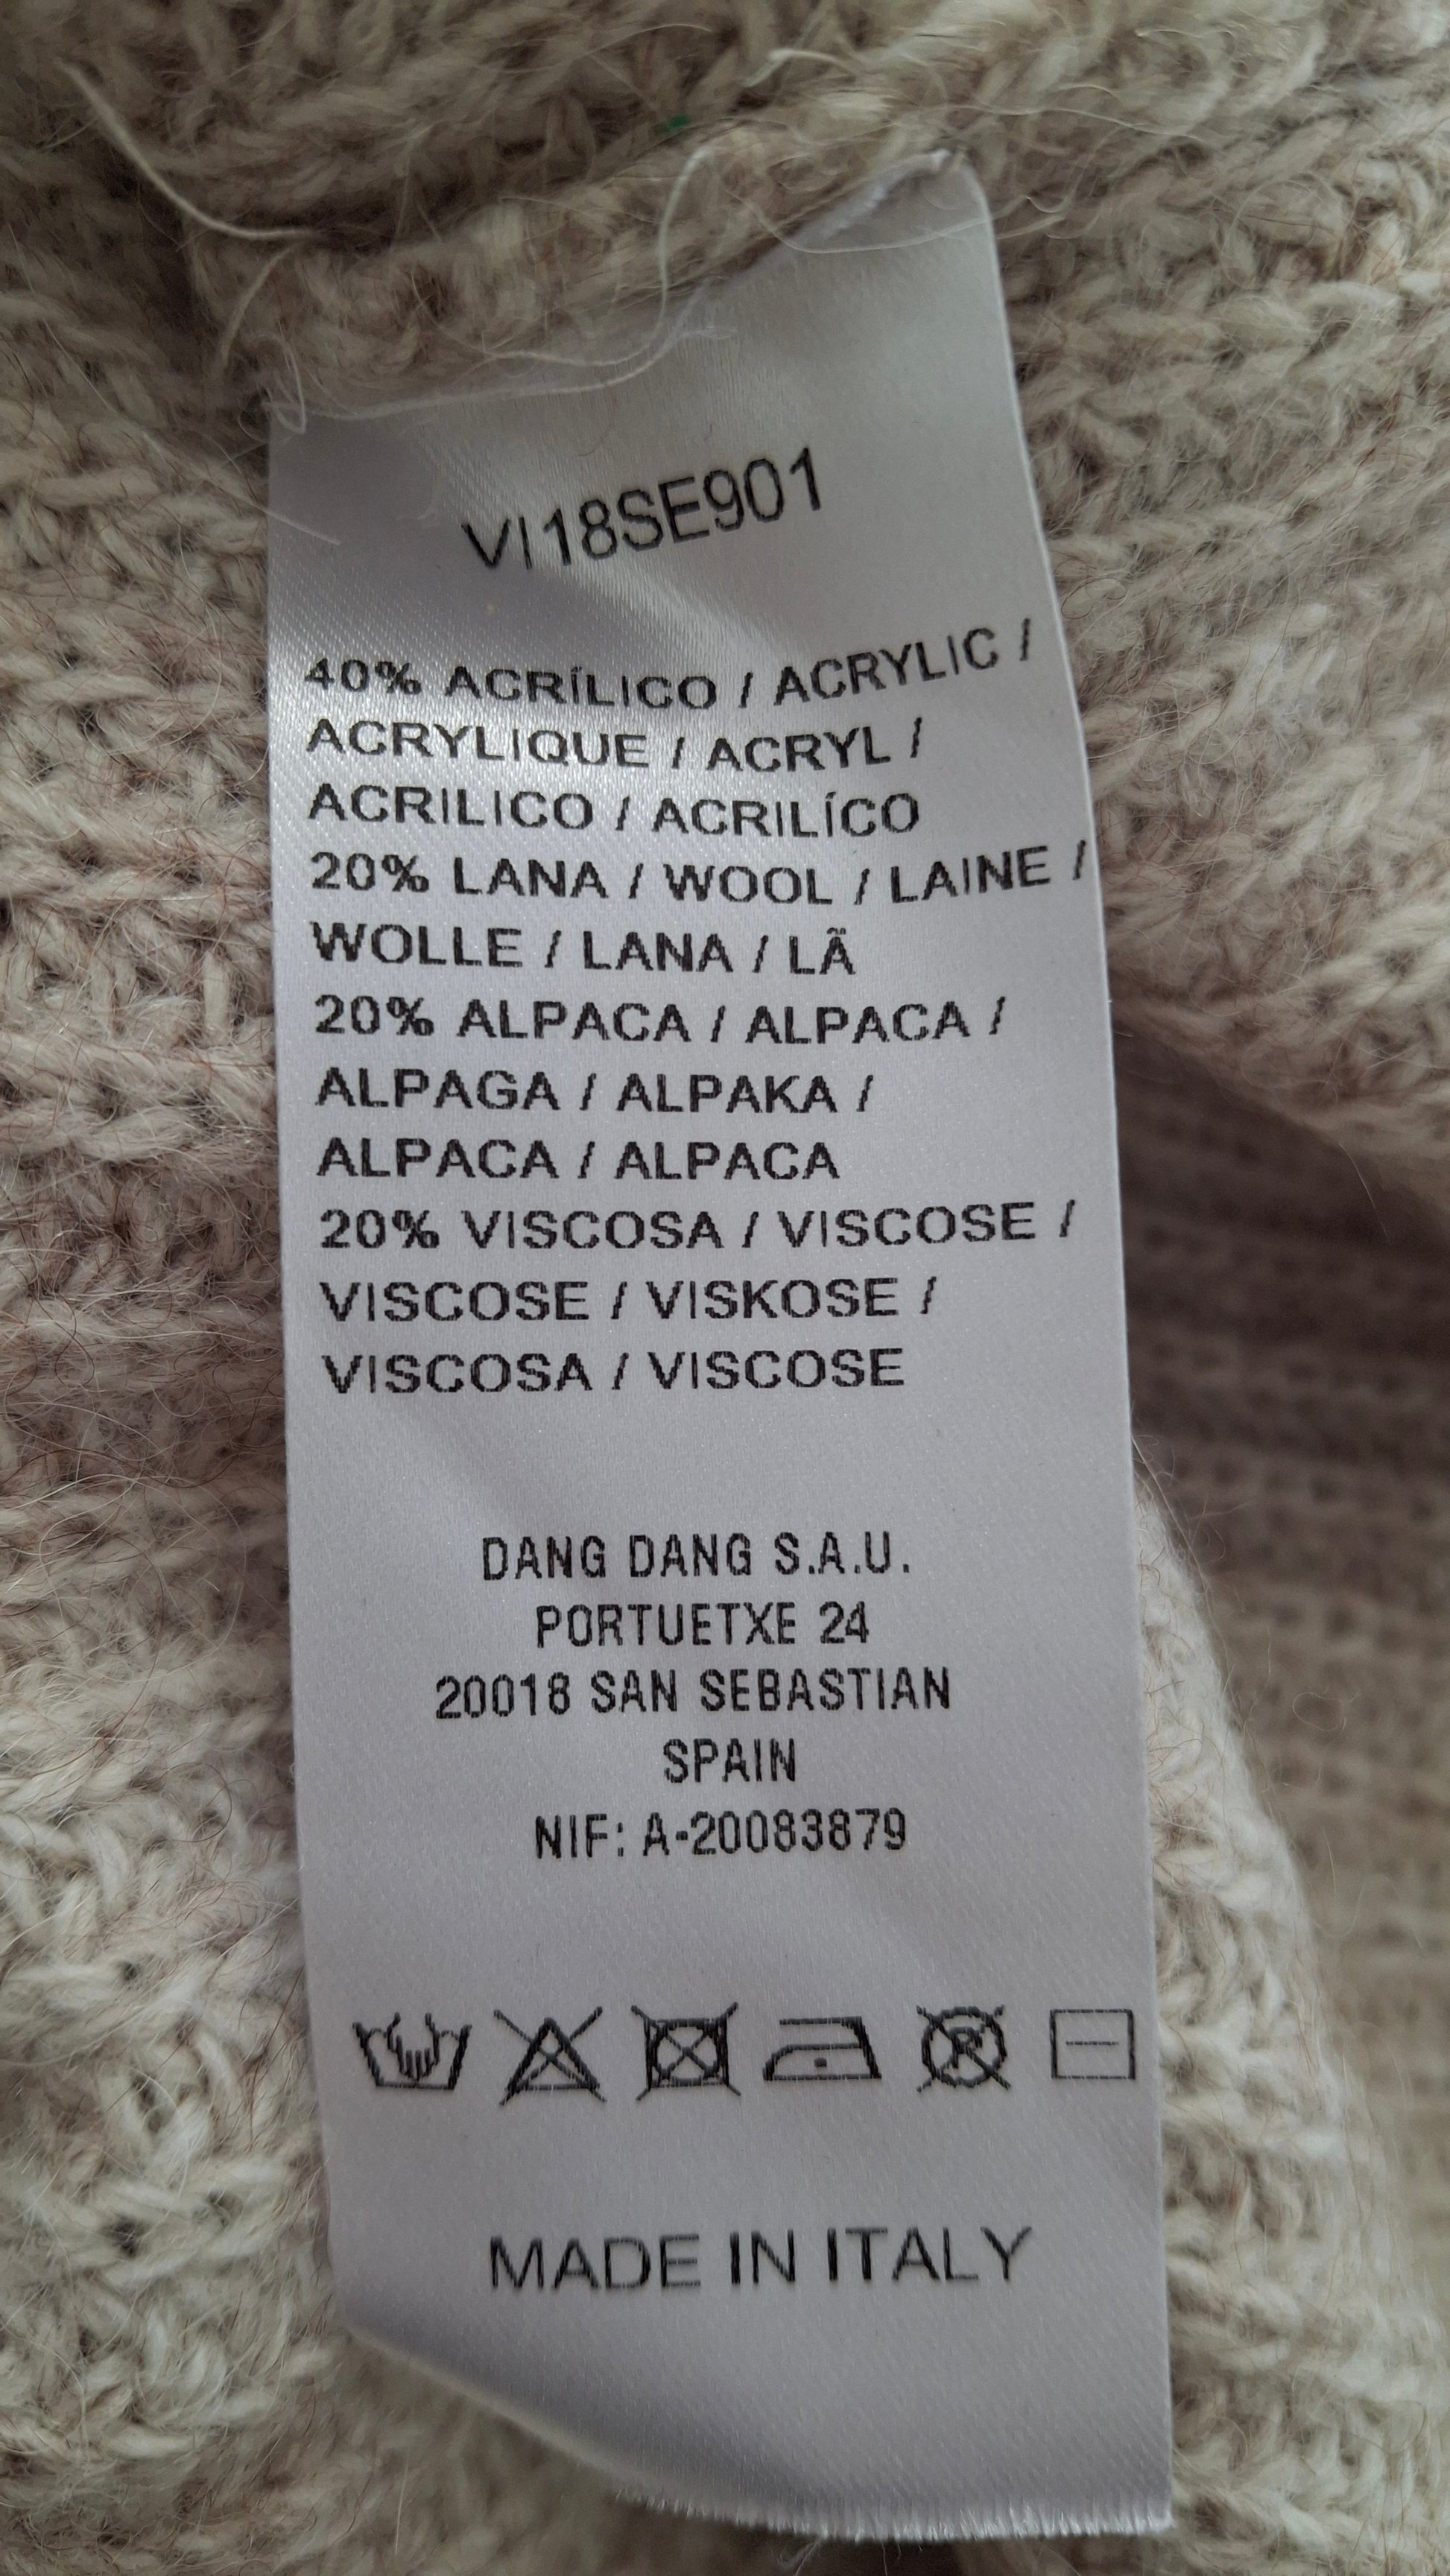 VI18SE901
40% ACRÍLICO / ACRYLIC /
ACRYLIQUE / ACRYL /
ACRILICO / ACRILÍCO
20% LANA / WOOL / LAINE /
WOLLE / LANA / LÃ
20% ALPACA / ALPACA /
ALPAGA / ALPAKA /
ALPACA / ALPACA
20% VISCOSA / VISCOSE /
VISCOSE / VISKOSE /
VISCOSA / VISCOSE
DANG DANG S.A.U.
PORTUETXE 24
20018 SAN SEBASTIAN
SPAIN
NIF: A-20083879
P
MADE IN ITALY